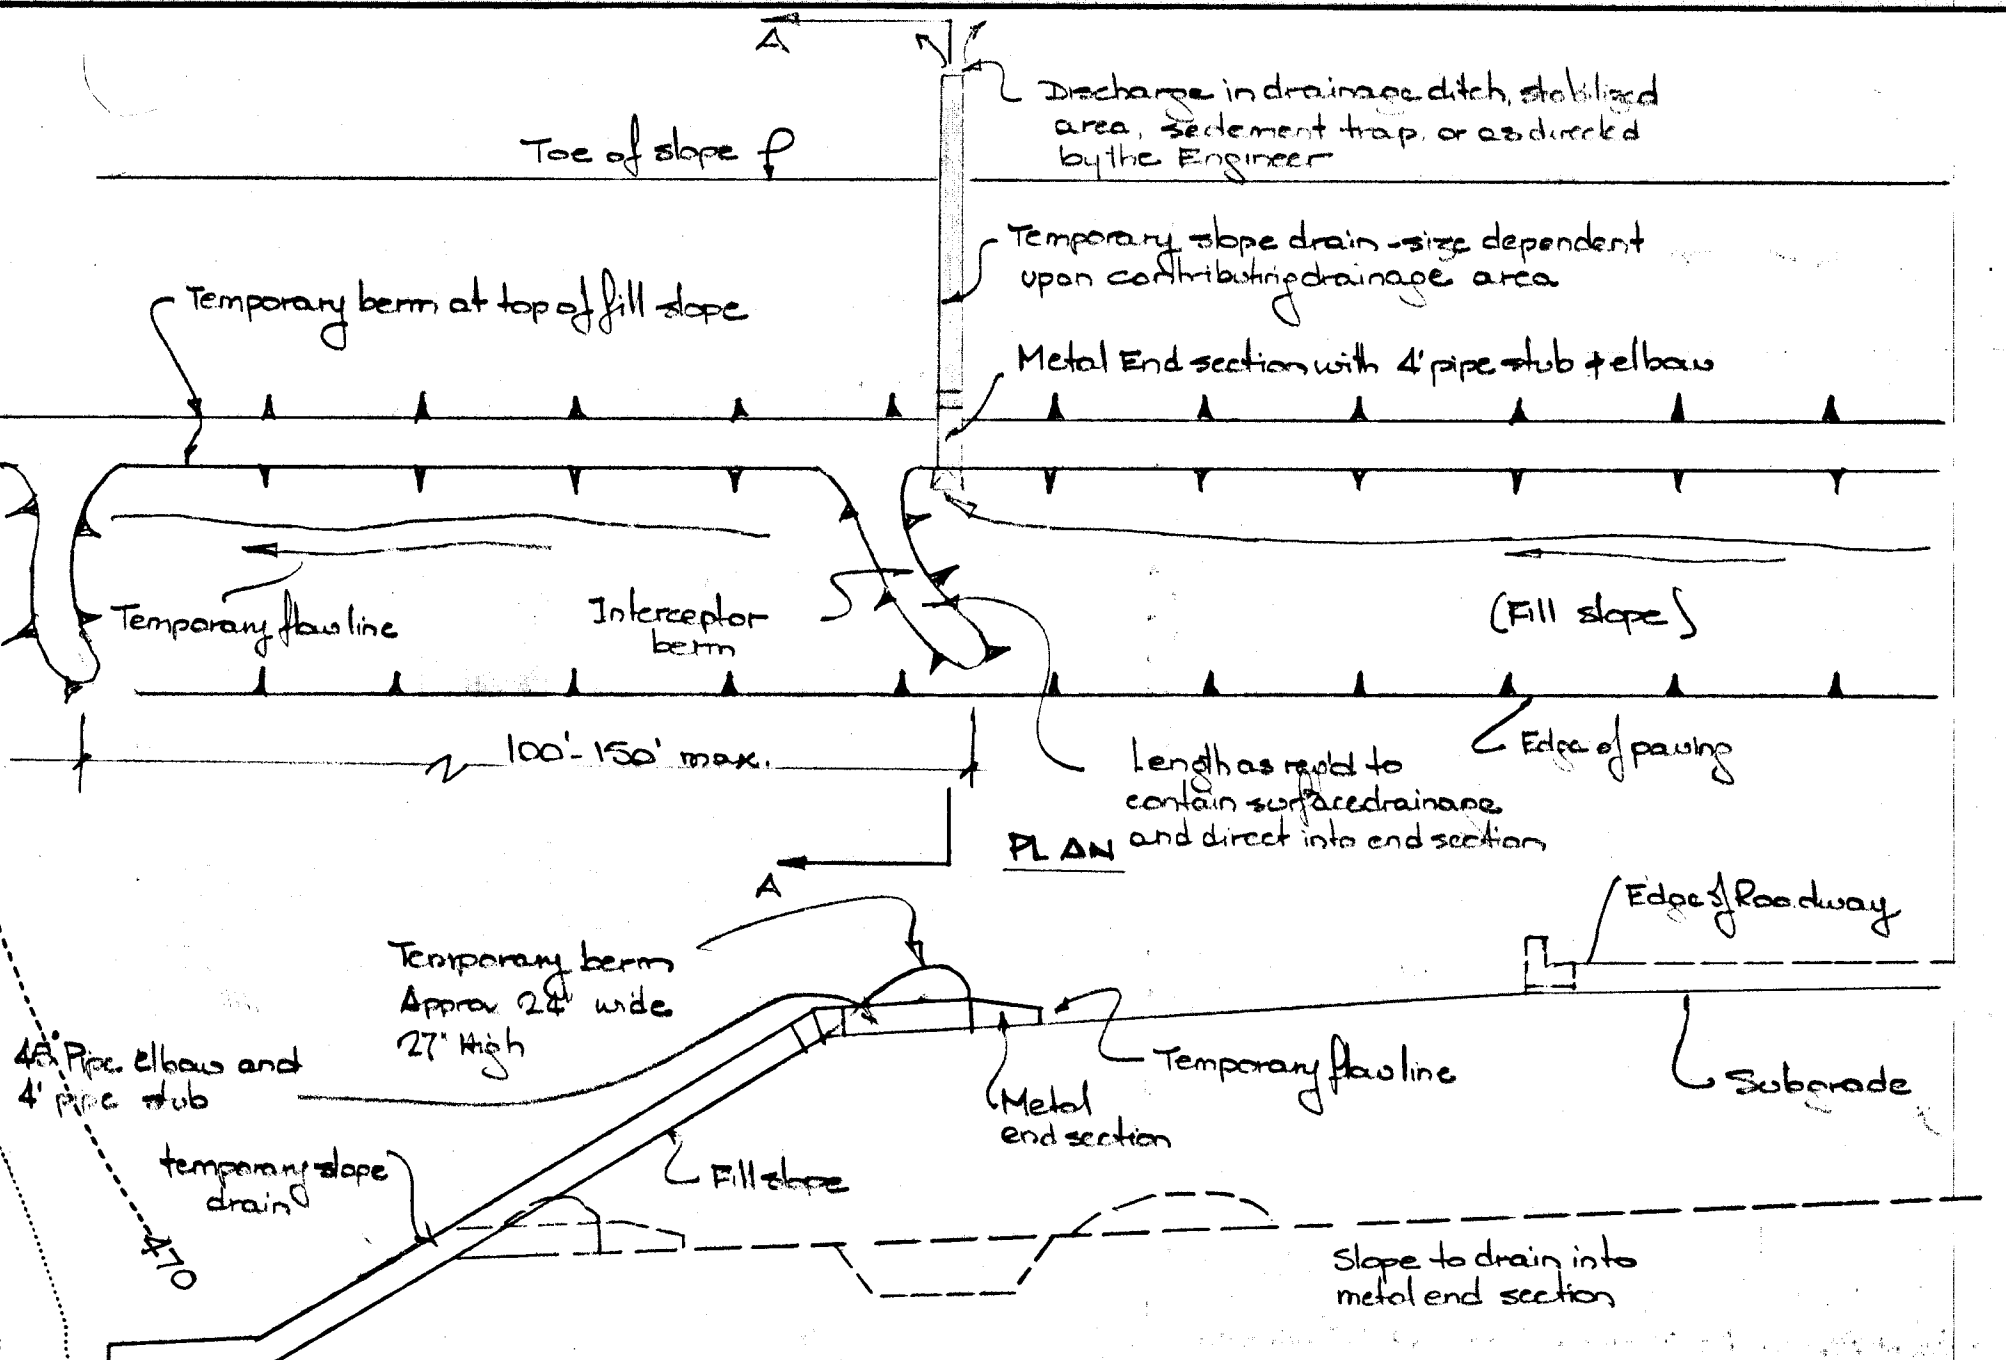 A
Discharge in drainage ditch, stabilized
area, sediment trap, or as directed
by the Engineer
Toe of slope
Temporary slope drain - size dependent
upon contributing drainage area
Temporary berm at top of fill slope
Metal End section with 4' pipe stub & elbow
Temporary flow line
Interceptor
berm
(Fill slope)
100'-150' max.
Edge of paving
Length as req'd to
contain surface drainage
and direct into end section
PLAN
A
Edge of Roadway
Temporary berm
Approx 24" wide
27" High
Pipe elbow and
4' pipe stub
Temporary flow line
Metal
end section
Subgrade
temporary slope
drain
Fill slope
470
Slope to drain into
metal end section